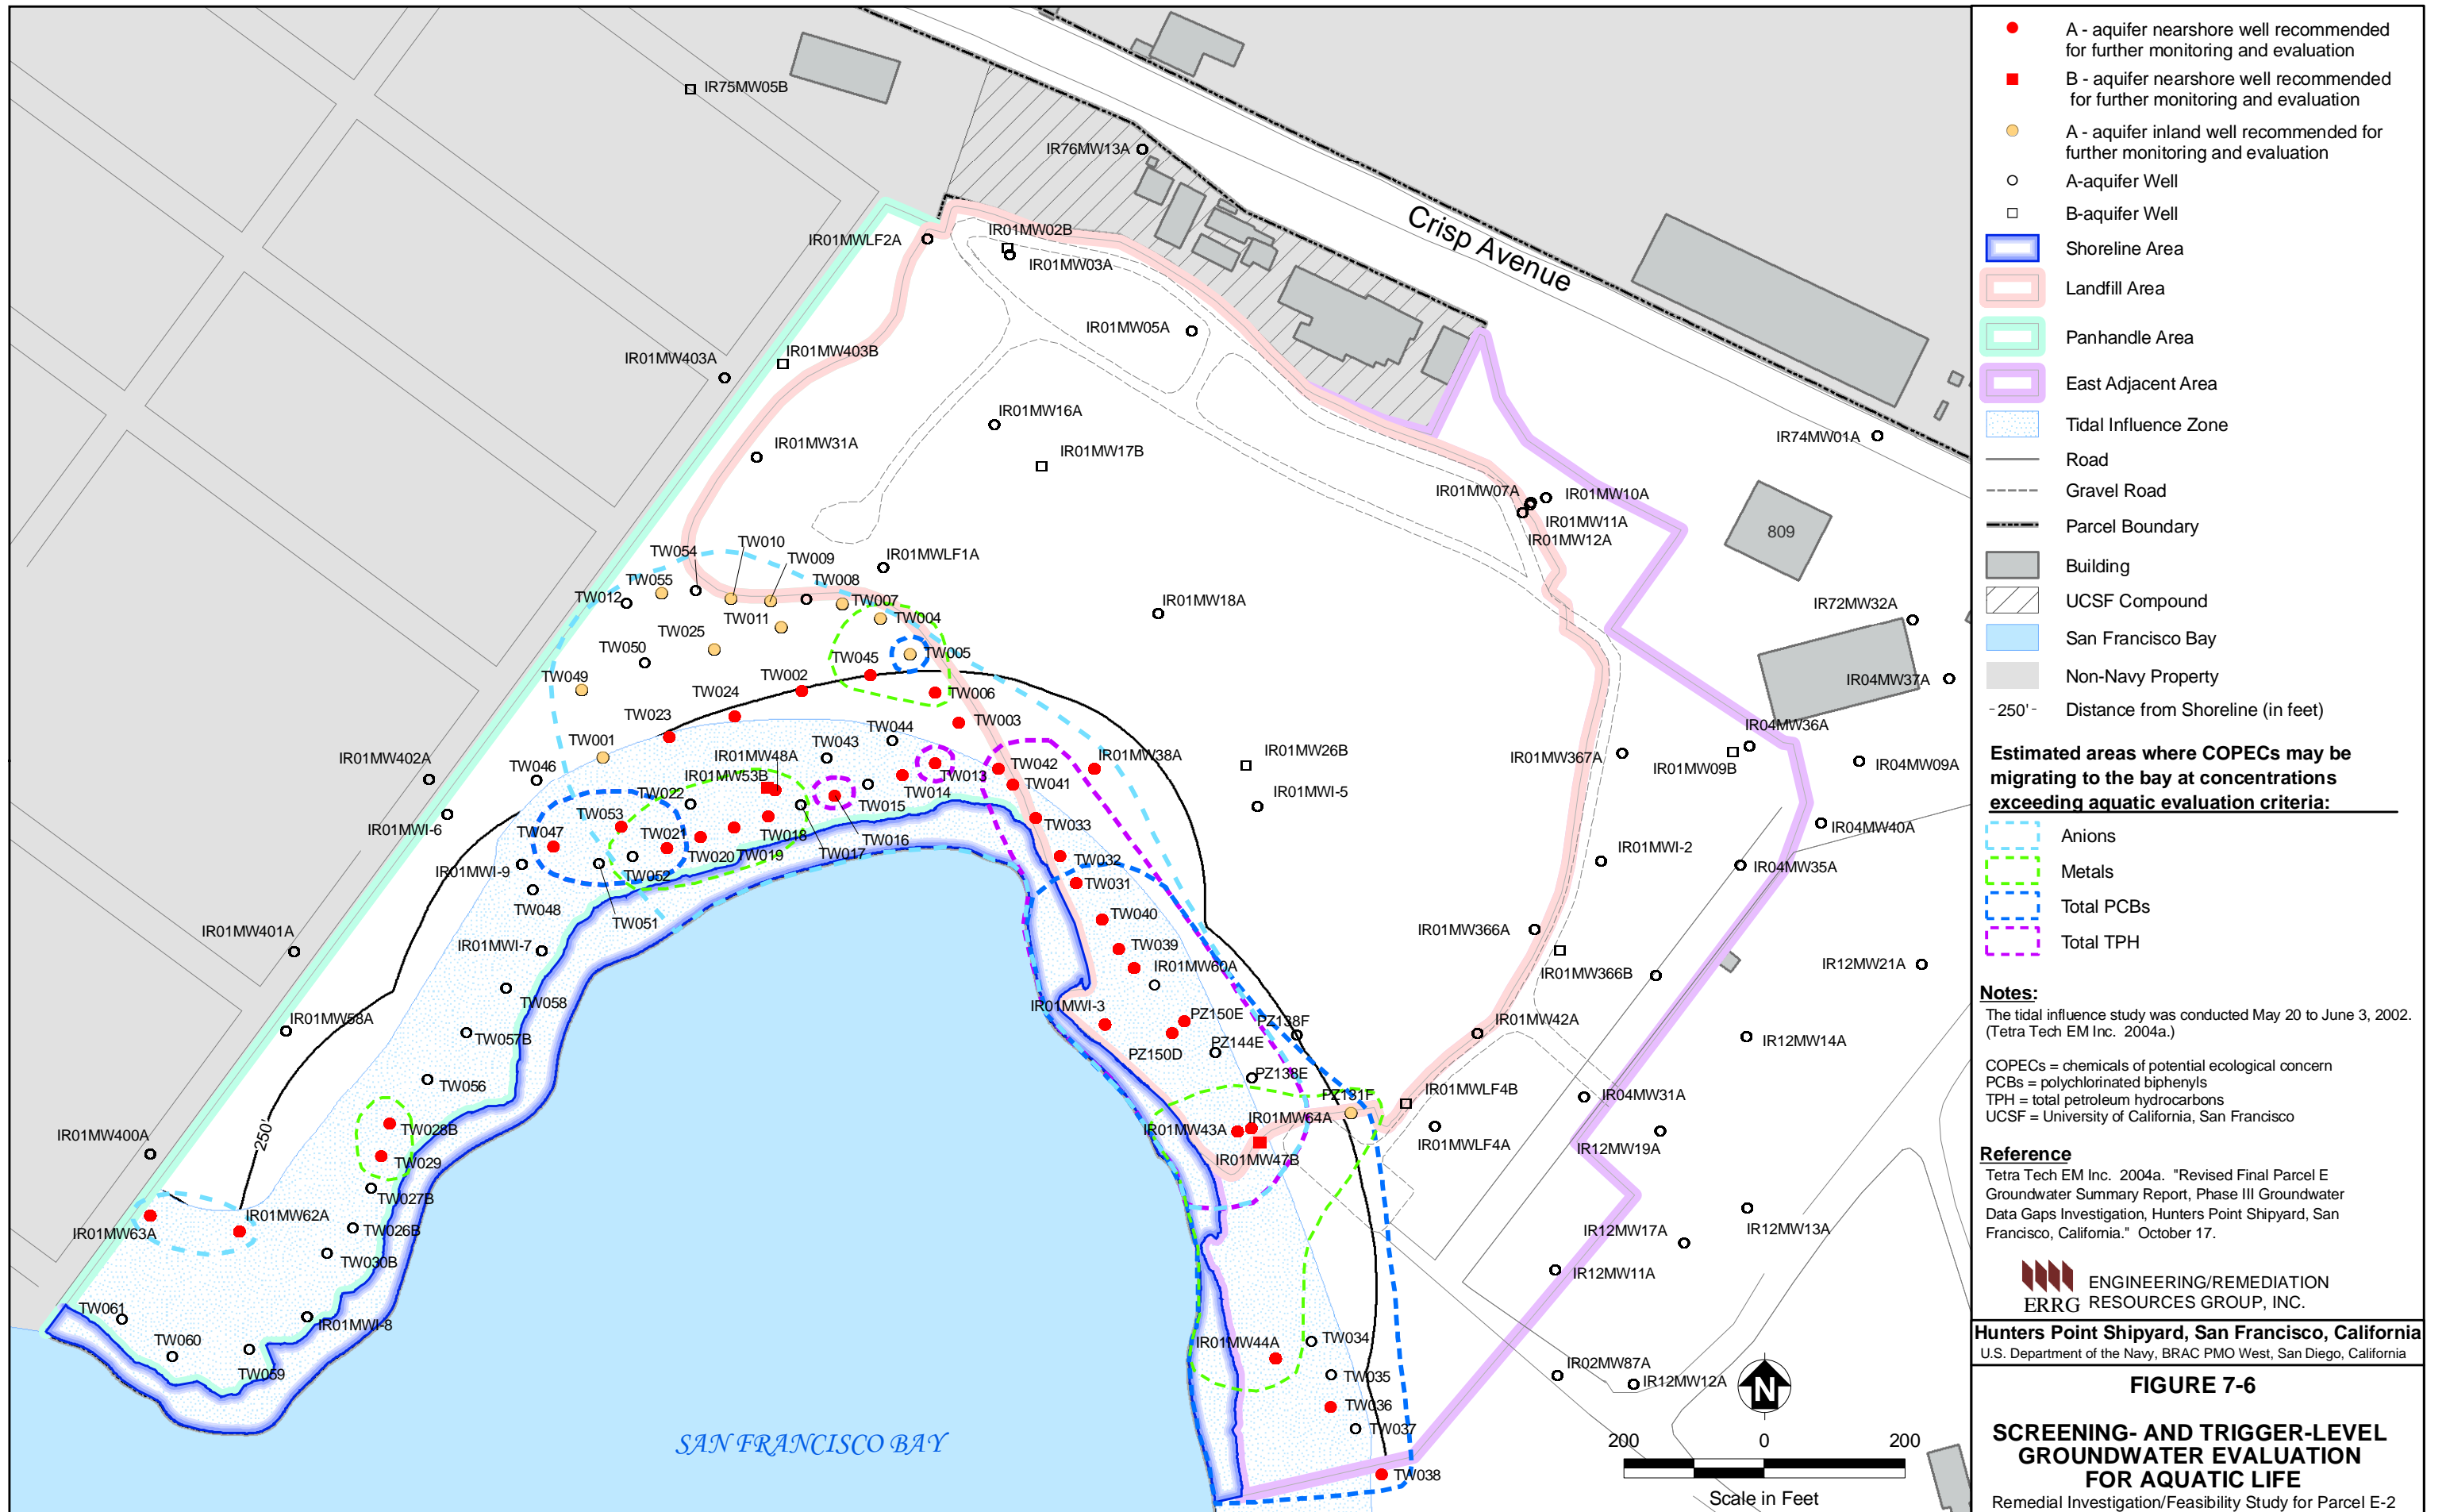 IR75MW05B
IR76MW13A
Crisp Avenue
IR01MWLF2A
IR01MW02B
IR01MW03A
IR01MW05A
IR01MW403A
IR01MW403B
IR01MW16A
IR01MW31A
IR01MW17B
IR74MW01A
IR01MW07A
IR01MW10A
IR01MW11A
IR01MW12A
809
TW054
TW010
TW009
IR01MWLF1A
TW055
TW008
TW012
TW007
TW011
TW004
IR01MW18A
IR72MW32A
TW025
TW050
TW045
TW005
TW049
TW002
TW024
TW006
IR04MW37A
TW023
TW003
TW044
IR04MW36A
TW001
TW043
IR01MW48A
IR01MW402A
TW046
IR01MW53B
TW013
TW042
IR01MW38A
IR01MW26B
IR01MW367A
IR01MW09B
IR04MW09A
TW041
TW014
TW022
TW015
IR01MWI-5
IR01MWI-6
TW053
TW047
TW021
TW018
TW016
TW033
IR04MW40A
TW020
TW019
TW017
TW032
IR01MWI-2
IR04MW35A
IR01MWI-9
TW052
TW031
TW048
TW051
TW040
IR01MW401A
IR01MWI-7
TW039
IR01MW366A
IR01MW60A
IR01MW366B
IR12MW21A
TW058
IR01MWI-3
IR01MW58A
TW057B
PZ150E
PZ138F
IR01MW42A
PZ144E
PZ150D
IR12MW14A
TW056
PZ138E
PZ131F
IR01MWLF4B
IR04MW31A
250'
TW028B
IR01MW64A
IR01MW43A
IR01MW400A
IR01MWLF4A
IR12MW19A
IR01MW47B
TW029
TW027B
IR01MW62A
IR01MW63A
TW026B
TW030B
IR12MW17A
IR12MW13A
IR12MW11A
TW061
IR01MWI-8
TW060
TW059
IR01MW44A
TW034
TW035
IR02MW87A
IR12MW12A
TW036
TW037
TW038
SAN FRANCISCO BAY
N
200 0 200
Scale in Feet
A - aquifer nearshore well recommended
for further monitoring and evaluation
B - aquifer nearshore well recommended
for further monitoring and evaluation
A - aquifer inland well recommended for
further monitoring and evaluation
A-aquifer Well
B-aquifer Well
Shoreline Area
Landfill Area
Panhandle Area
East Adjacent Area
Tidal Influence Zone
Road
Gravel Road
Parcel Boundary
Building
UCSF Compound
San Francisco Bay
Non-Navy Property
-250'- Distance from Shoreline (in feet)
Estimated areas where COPECs may be
migrating to the bay at concentrations
exceeding aquatic evaluation criteria:
Anions
Metals
Total PCBs
Total TPH
Notes:
The tidal influence study was conducted May 20 to June 3, 2002.
(Tetra Tech EM Inc. 2004a.)
COPECs = chemicals of potential ecological concern
PCBs = polychlorinated biphenyls
TPH = total petroleum hydrocarbons
UCSF = University of California, San Francisco
Reference
Tetra Tech EM Inc. 2004a. "Revised Final Parcel E
Groundwater Summary Report, Phase III Groundwater
Data Gaps Investigation, Hunters Point Shipyard, San
Francisco, California." October 17.
ERRG
ENGINEERING/REMEDIATION
RESOURCES GROUP, INC.
Hunters Point Shipyard, San Francisco, California
U.S. Department of the Navy, BRAC PMO West, San Diego, California
FIGURE 7-6
SCREENING- AND TRIGGER-LEVEL
GROUNDWATER EVALUATION
FOR AQUATIC LIFE
Remedial Investigation/Feasibility Study for Parcel E-2